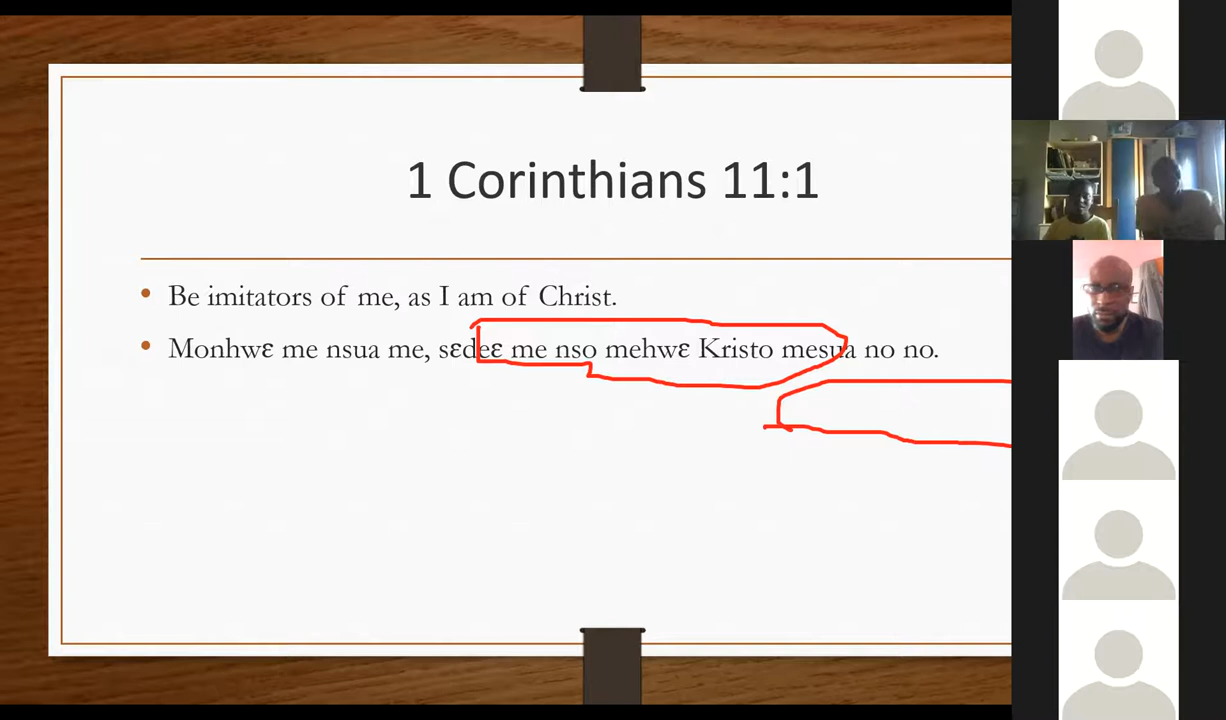 1 Corinthians 11:1
Be imitators of me, as I am of Christ.
Monhwɛ me nsua me, sɛdeɛ me nso mehwɛ Kristo mesua no no.